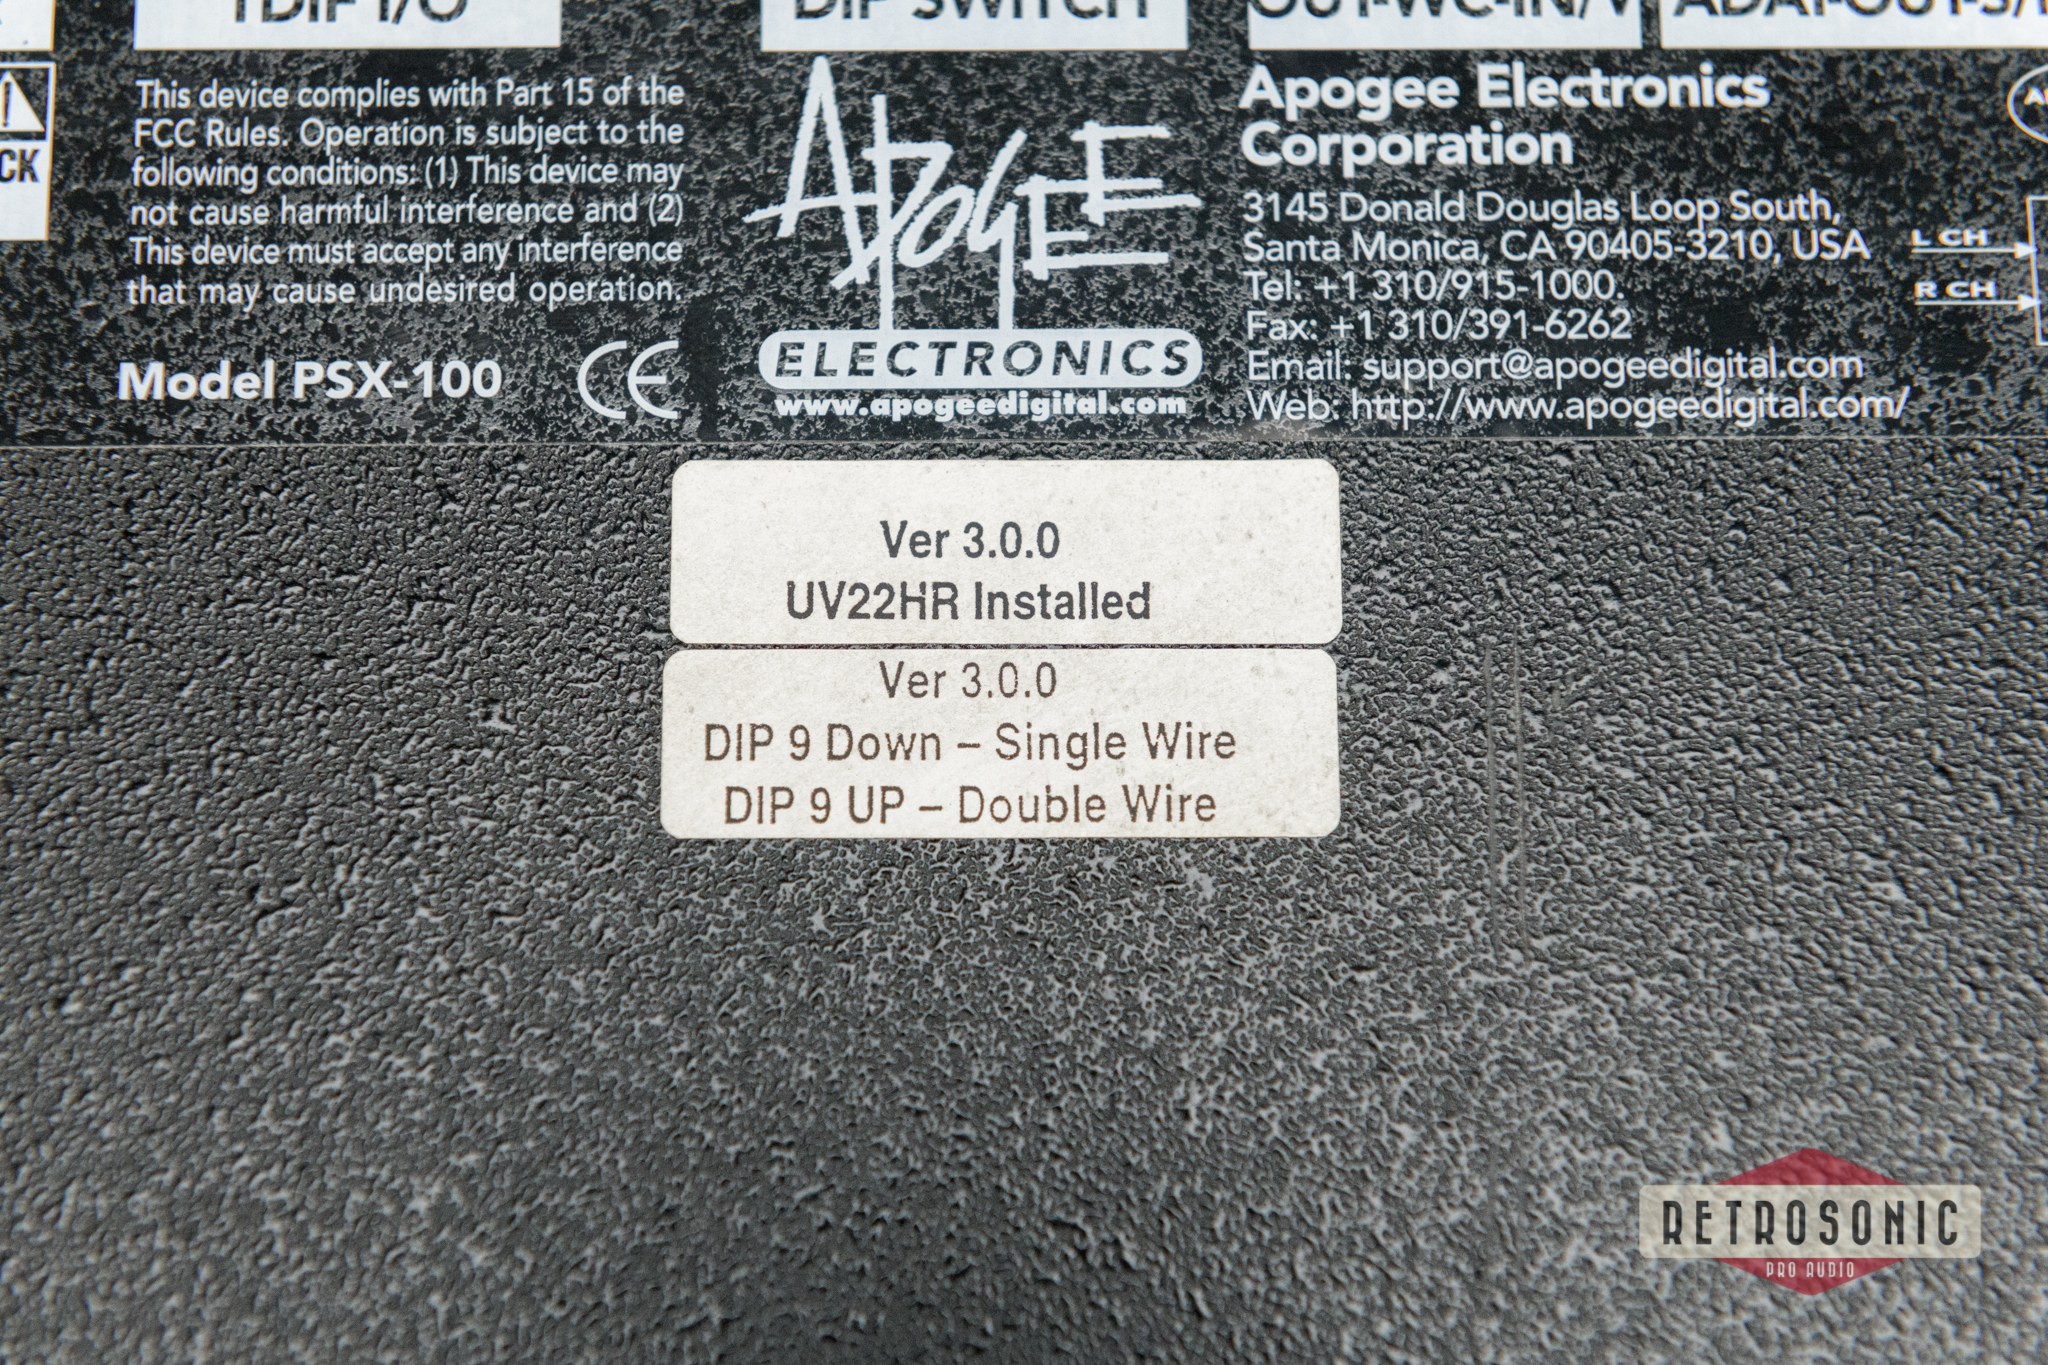 TDIF I/O
DIP SWITCH
CK
This device complies with Part 15 of the
FCC Rules. Operation is subject to the
following conditions: (1) This device may
not cause harmful interference and (2)
This device must accept any interference
that may cause undesired operation.
Model PSX-100
CE
APOGEE
ELECTRONICS
www.apogeedigital.com
Apogee Electronics
Corporation
3145 Donald Douglas Loop South,
Santa Monica, CA 90405-3210, USA
Tel: +1 310/915-1000.
Fax: +1 310/391-6262
Email: support@apogeedigital.com
Web: http://www.apogeedigital.com/
L CH
R CH
Ver 3.0.0
UV22HR Installed
Ver 3.0.0
DIP 9 Down – Single Wire
DIP 9 UP – Double Wire
RETROSONIC
PRO AUDIO